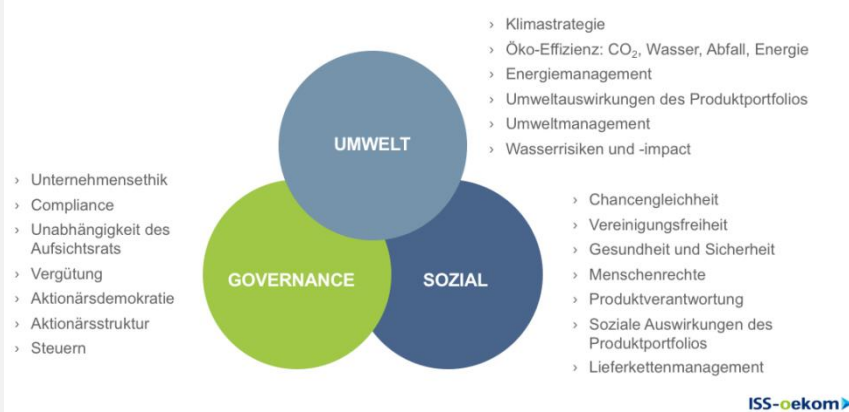 › Klimastrategie
› Öko-Effizienz: CO₂, Wasser, Abfall, Energie
› Energiemanagement
› Umweltauswirkungen des Produktportfolios
› Umweltmanagement
› Wasserrisiken und -impact
UMWELT
› Unternehmensethik
› Compliance
› Unabhängigkeit des
Aufsichtsrats
› Vergütung
› Aktionärsdemokratie
› Aktionärsstruktur
› Steuern
GOVERNANCE
SOZIAL
› Chancengleichheit
› Vereinigungsfreiheit
› Gesundheit und Sicherheit
› Menschenrechte
› Produktverantwortung
› Soziale Auswirkungen des
Produktportfolios
› Lieferkettenmanagement
ISS-oekom